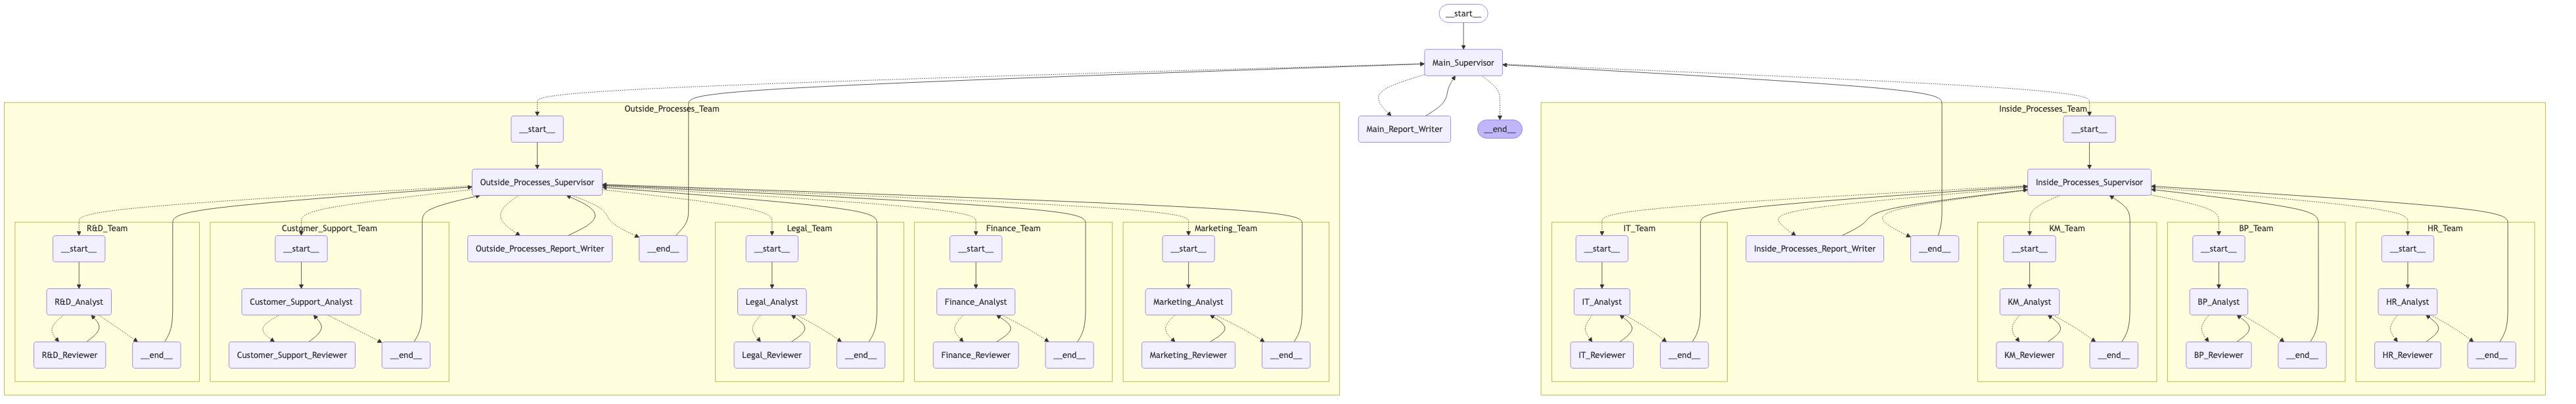 __start__
Main_Supervisor
Outside_Processes_Team
Inside_Processes_Team
__start__
Main_Report_Writer
__end__
__start__
Outside_Processes_Supervisor
Inside_Processes_Supervisor
R&D_Team
Customer_Support_Team
Legal_Team
Finance_Team
Marketing_Team
IT_Team
KM_Team
BP_Team
HR_Team
__start__
__start__
Outside_Processes_Report_Writer
__end__
__start__
__start__
__start__
__start__
Inside_Processes_Report_Writer
__end__
__start__
__start__
__start__
R&D_Analyst
Customer_Support_Analyst
Legal_Analyst
Finance_Analyst
Marketing_Analyst
IT_Analyst
KM_Analyst
BP_Analyst
HR_Analyst
R&D_Reviewer
__end__
Customer_Support_Reviewer
__end__
Legal_Reviewer
__end__
Finance_Reviewer
__end__
Marketing_Reviewer
__end__
IT_Reviewer
__end__
KM_Reviewer
__end__
BP_Reviewer
__end__
HR_Reviewer
__end__